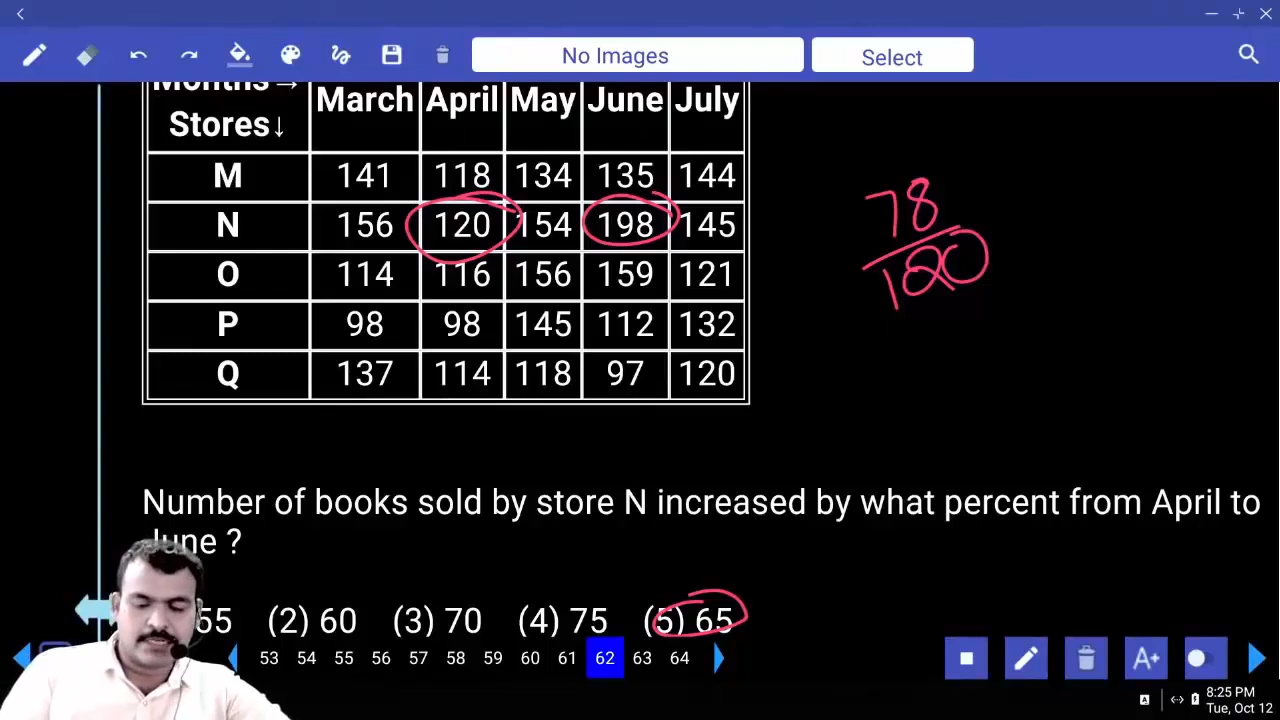 No Images Select
Months→
Stores↓ March April May June July
M 141 118 134 135 144
N 156 120 154 198 145
O 114 116 156 159 121
P 98 98 145 112 132
Q 137 114 118 97 120
78
120
Number of books sold by store N increased by what percent from April to
June ?
55 (2) 60 (3) 70 (4) 75 (5) 65
53 54 55 56 57 58 59 60 61 62 63 64
A+
A
8:25 PM
Tue, Oct 12